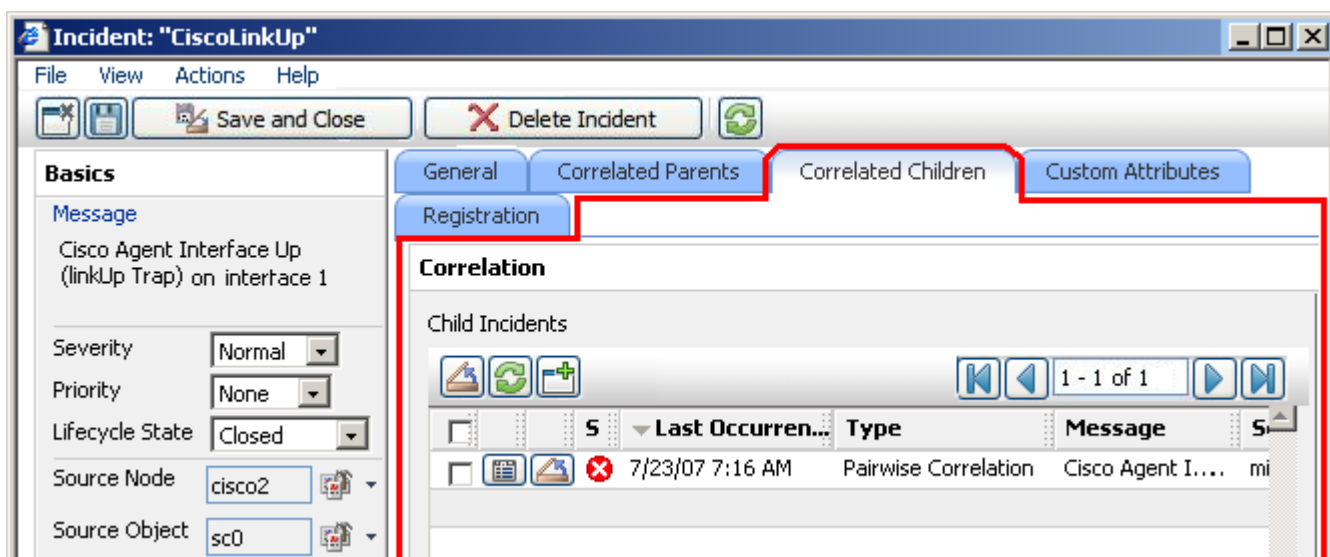 Incident: "CiscoLinkUp"
File View Actions Help
Save and Close Delete Incident
Basics
Message
Cisco Agent Interface Up
(linkUp Trap) on interface 1
Severity Normal
Priority None
Lifecycle State Closed
Source Node cisco2
Source Object sc0
General Correlated Parents Correlated Children Custom Attributes
Registration
Correlation
Child Incidents
1 - 1 of 1
S Last Occurren... Type Message
7/23/07 7:16 AM Pairwise Correlation Cisco Agent I.... mi